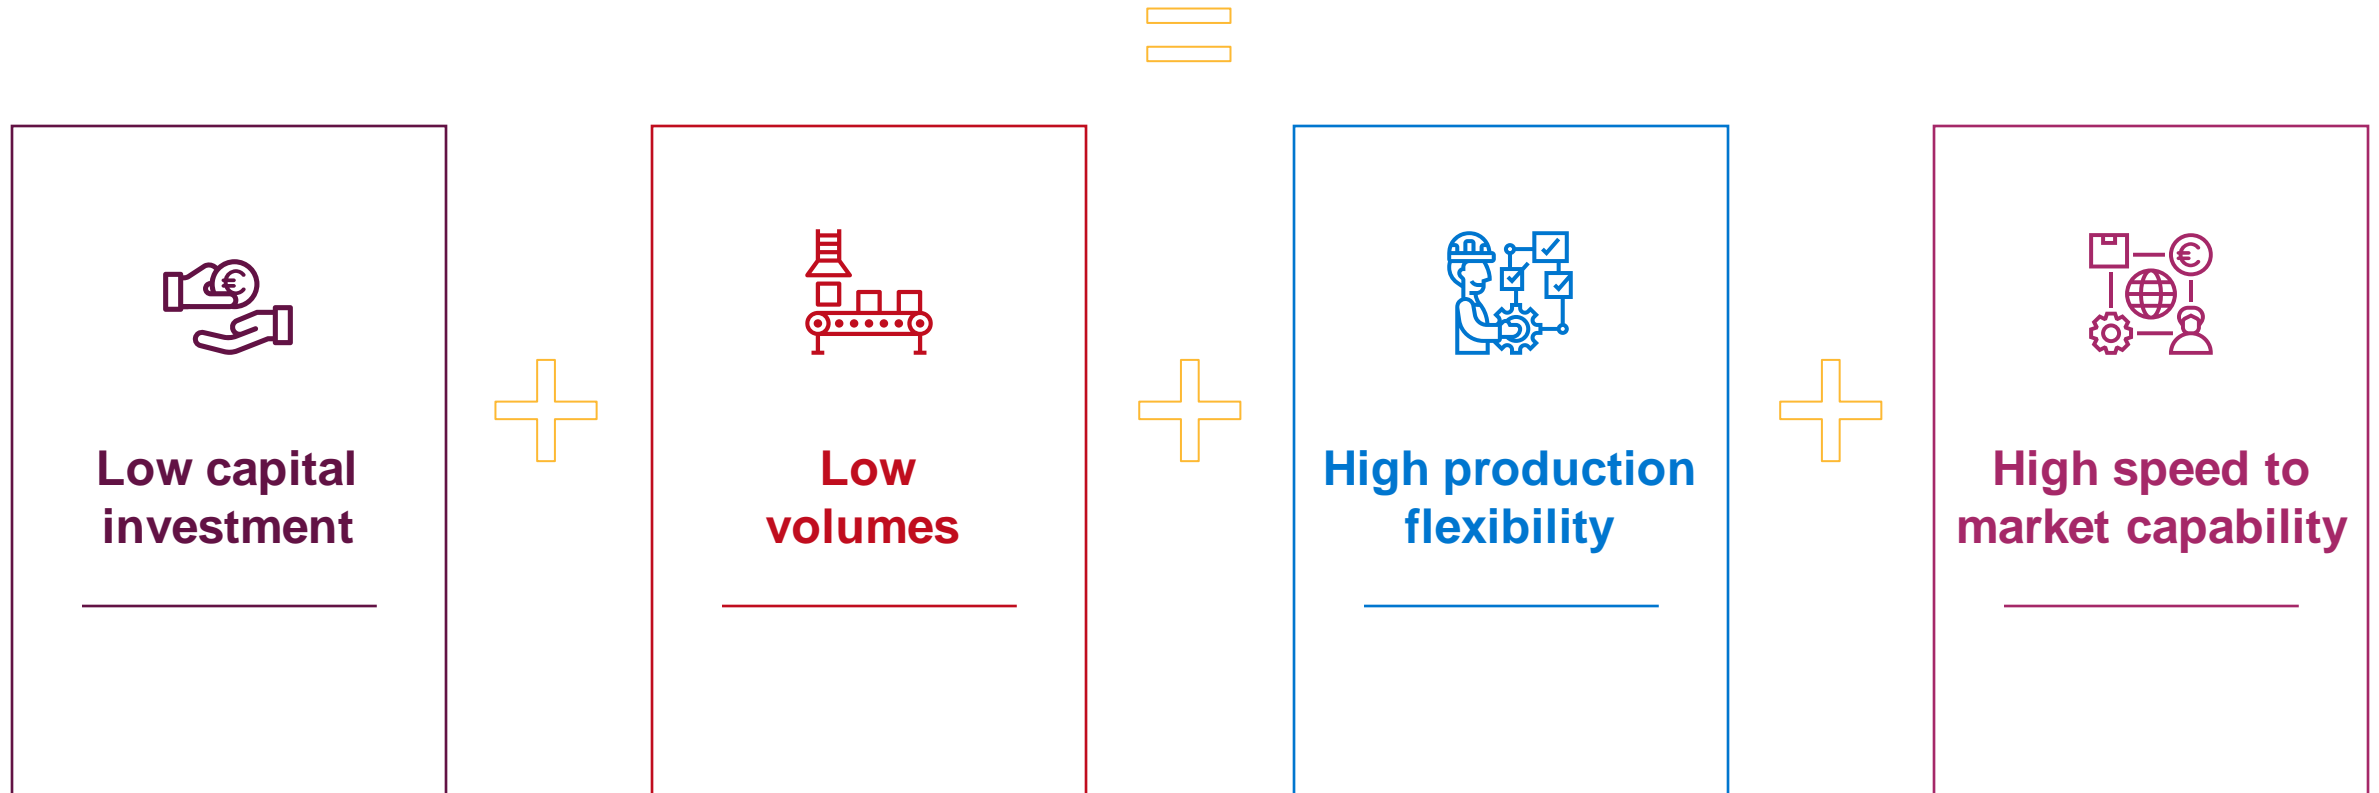 Low capital
investment
Low
volumes
High production
flexibility
High speed to
market capability